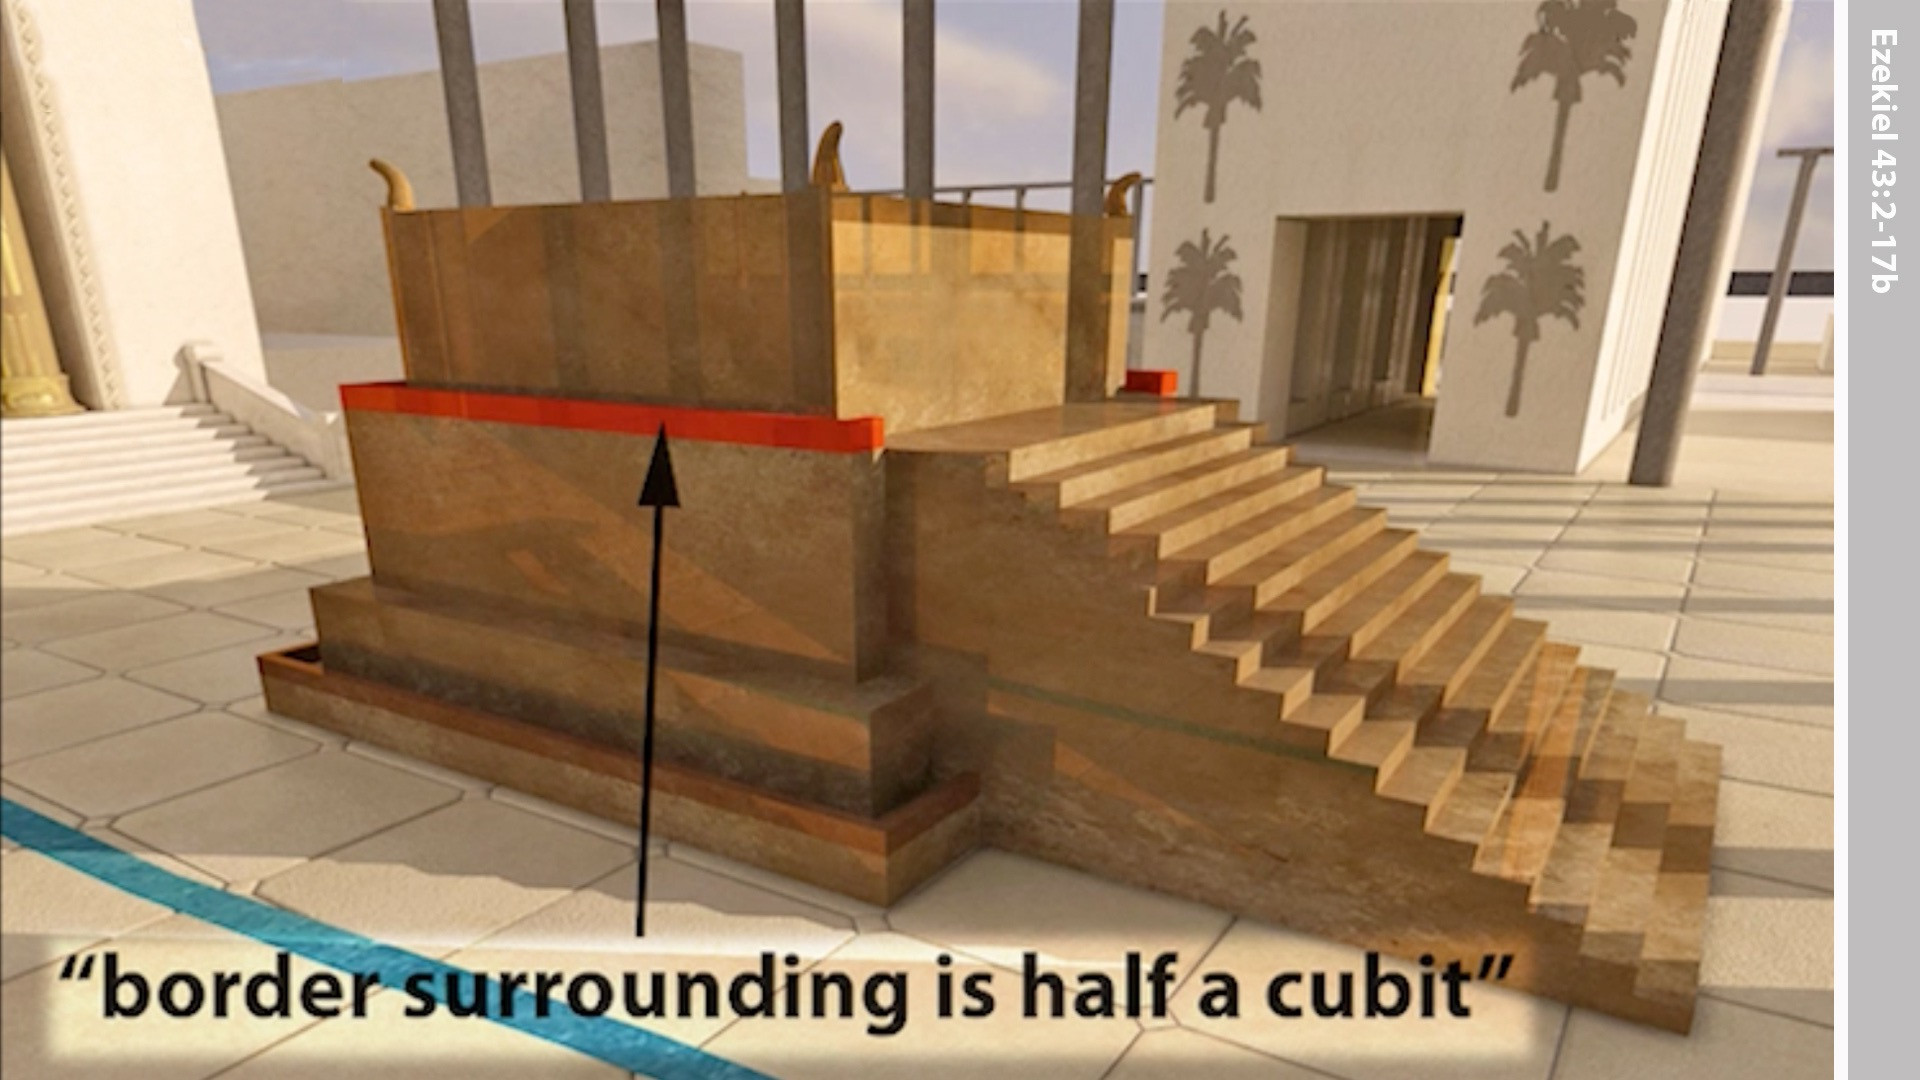 Ezekiel 43:2-17b
“border surrounding is half a cubit”